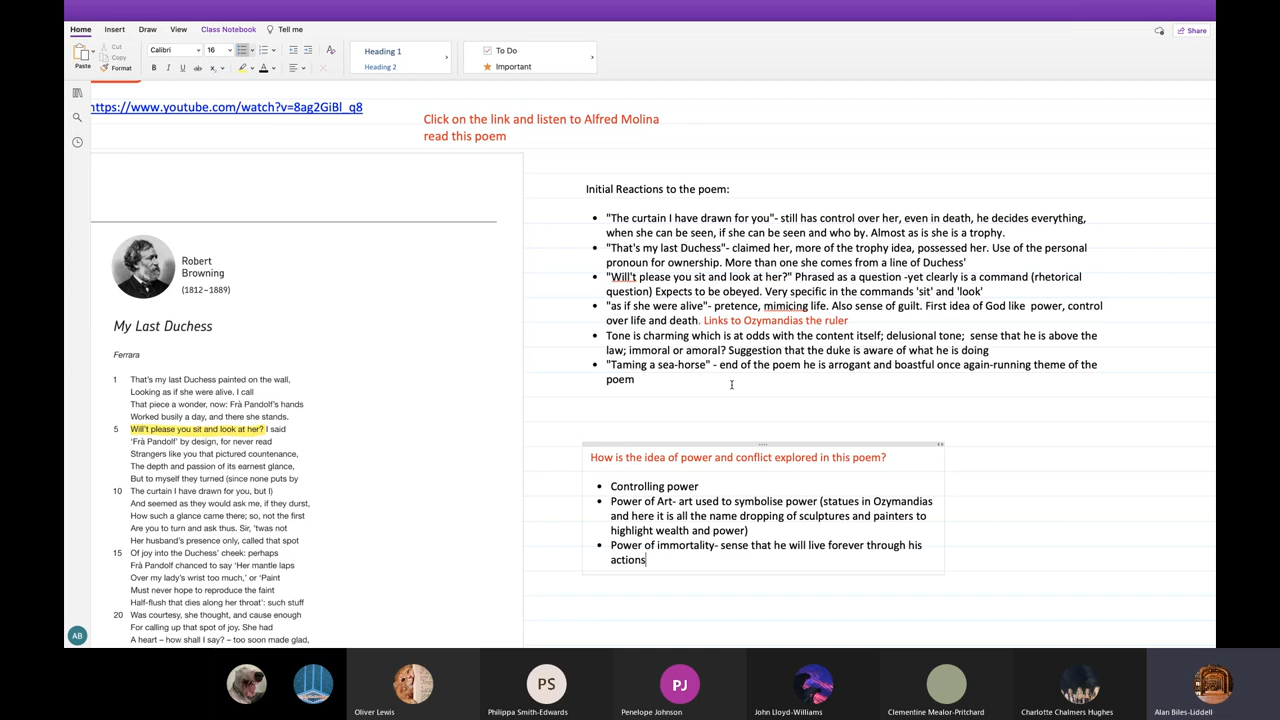 Home Insert Draw View Class Notebook Tell me
Share
Cut
Copy
Paste Format
Calibri 16
B I U ab
Heading 1
Heading 2
To Do
Important
https://www.youtube.com/watch?v=8ag2GiBl_q8
Click on the link and listen to Alfred Molina
read this poem
Robert
Browning
(1812–1889)
My Last Duchess
Ferrara
1 That's my last Duchess painted on the wall,
Looking as if she were alive. I call
That piece a wonder, now: Frà Pandolf's hands
Worked busily a day, and there she stands.
5 Will't please you sit and look at her? I said
'Frà Pandolf' by design, for never read
Strangers like you that pictured countenance,
The depth and passion of its earnest glance,
But to myself they turned (since none puts by
10 The curtain I have drawn for you, but I)
And seemed as they would ask me, if they durst,
How such a glance came there; so, not the first
Are you to turn and ask thus. Sir, 'twas not
Her husband's presence only, called that spot
15 Of joy into the Duchess' cheek: perhaps
Frà Pandolf chanced to say 'Her mantle laps
Over my lady's wrist too much,' or 'Paint
Must never hope to reproduce the faint
Half-flush that dies along her throat': such stuff
20 Was courtesy, she thought, and cause enough
For calling up that spot of joy. She had
A heart – how shall I say? – too soon made glad,
Initial Reactions to the poem:
• "The curtain I have drawn for you"- still has control over her, even in death, he decides everything,
when she can be seen, if she can be seen and who by. Almost as is she is a trophy.
• "That's my last Duchess"- claimed her, more of the trophy idea, possessed her. Use of the personal
pronoun for ownership. More than one she comes from a line of Duchess'
• "Will't please you sit and look at her?" Phrased as a question -yet clearly is a command (rhetorical
question) Expects to be obeyed. Very specific in the commands 'sit' and 'look'
• "as if she were alive"- pretence, mimicing life. Also sense of guilt. First idea of God like power, control
over life and death. Links to Ozymandias the ruler
• Tone is charming which is at odds with the content itself; delusional tone; sense that he is above the
law; immoral or amoral? Suggestion that the duke is aware of what he is doing
• "Taming a sea-horse" - end of the poem he is arrogant and boastful once again-running theme of the
poem
How is the idea of power and conflict explored in this poem?
• Controlling power
• Power of Art- art used to symbolise power (statues in Ozymandias
and here it is all the name dropping of sculptures and painters to
highlight wealth and power)
• Power of immortality- sense that he will live forever through his
actions
AB
PS
PJ
Oliver Lewis
Philippa Smith-Edwards
Penelope Johnson
John Lloyd-Williams
Clementine Mealor-Pritchard
Charlotte Chalmers Hughes
Alan Biles-Liddell